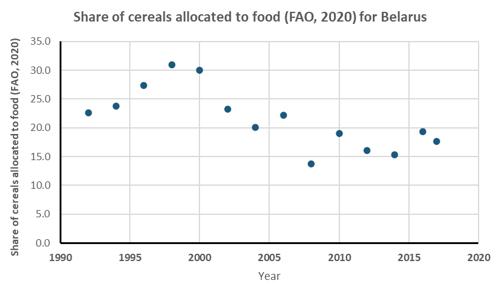 Share of cereals allocated to food (FAO, 2020) for Belarus
Share of cereals allocated to food (FAO, 2020)
35.0
30.0
25.0
20.0
15.0
10.0
5.0
0.0
1990 1995 2000 2005 2010 2015 2020
Year